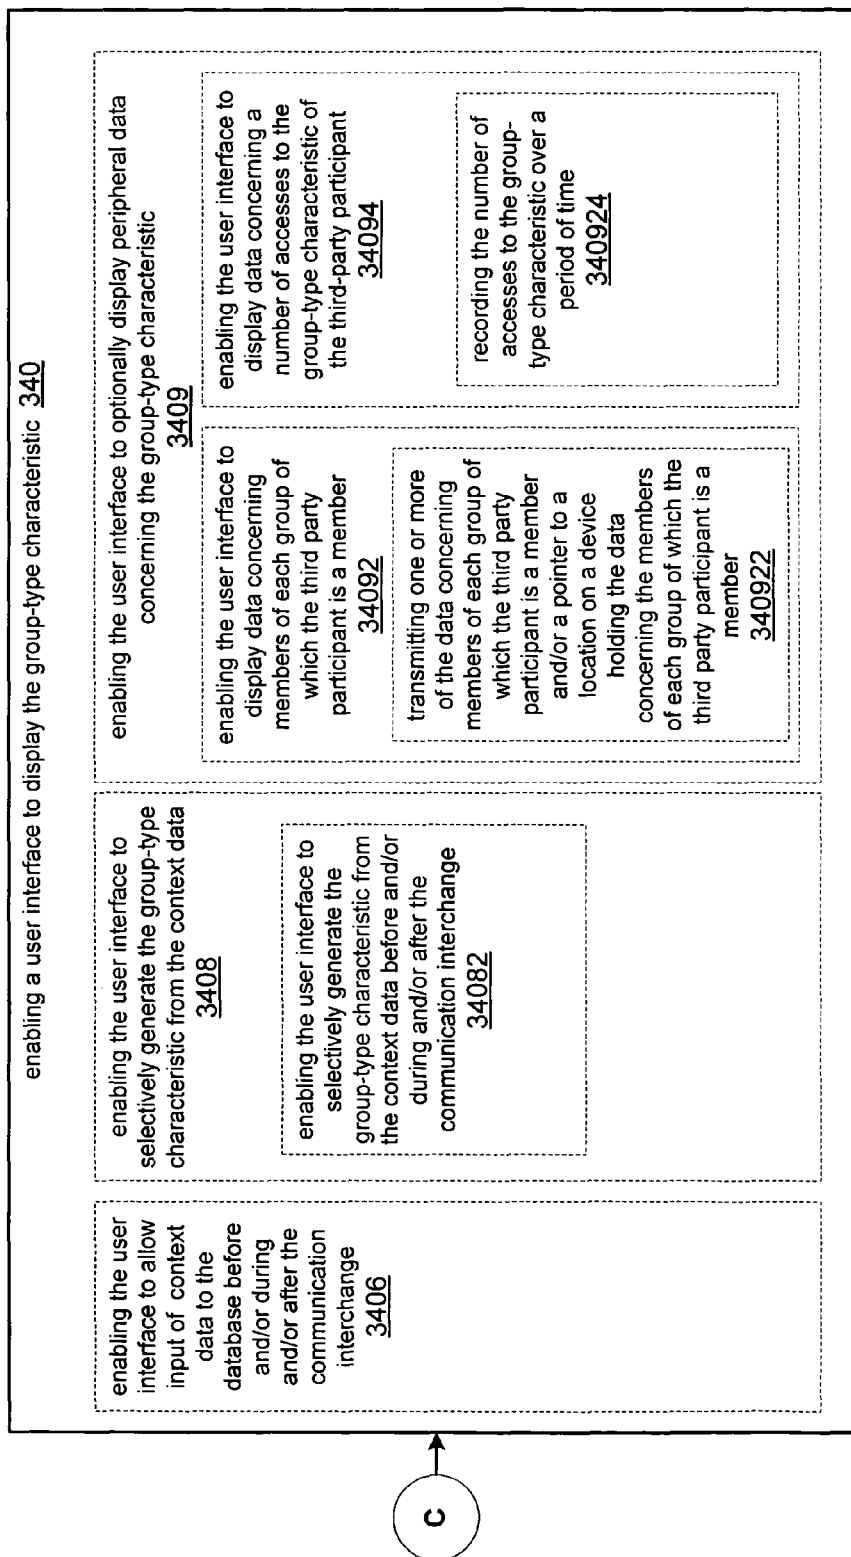 enabling a user interface to display the group-type characteristic 340
enabling the user
interface to allow
input of context
data to the
database before
and/or during
and/or after the
communication
interchange
3406
enabling the user interface to
selectively generate the group-type
characteristic from the context data
3408
enabling the user interface to
selectively generate the
group-type characteristic from
the context data before and/or
during and/or after the
communication interchange
34082
enabling the user interface to optionally display peripheral data
concerning the group-type characteristic
3409
enabling the user interface to
display data concerning
members of each group of
which the third party
participant is a member
34092
transmitting one or more
of the data concerning
members of each group of
which the third party
participant is a member
and/or a pointer to a
location on a device
holding the data
concerning the members
of each group of which the
third party participant is a
member
340922
enabling the user interface to
display data concerning a
number of accesses to the
group-type characteristic of
the third-party participant
34094
recording the number of
accesses to the group-
type characteristic over a
period of time
340924
C